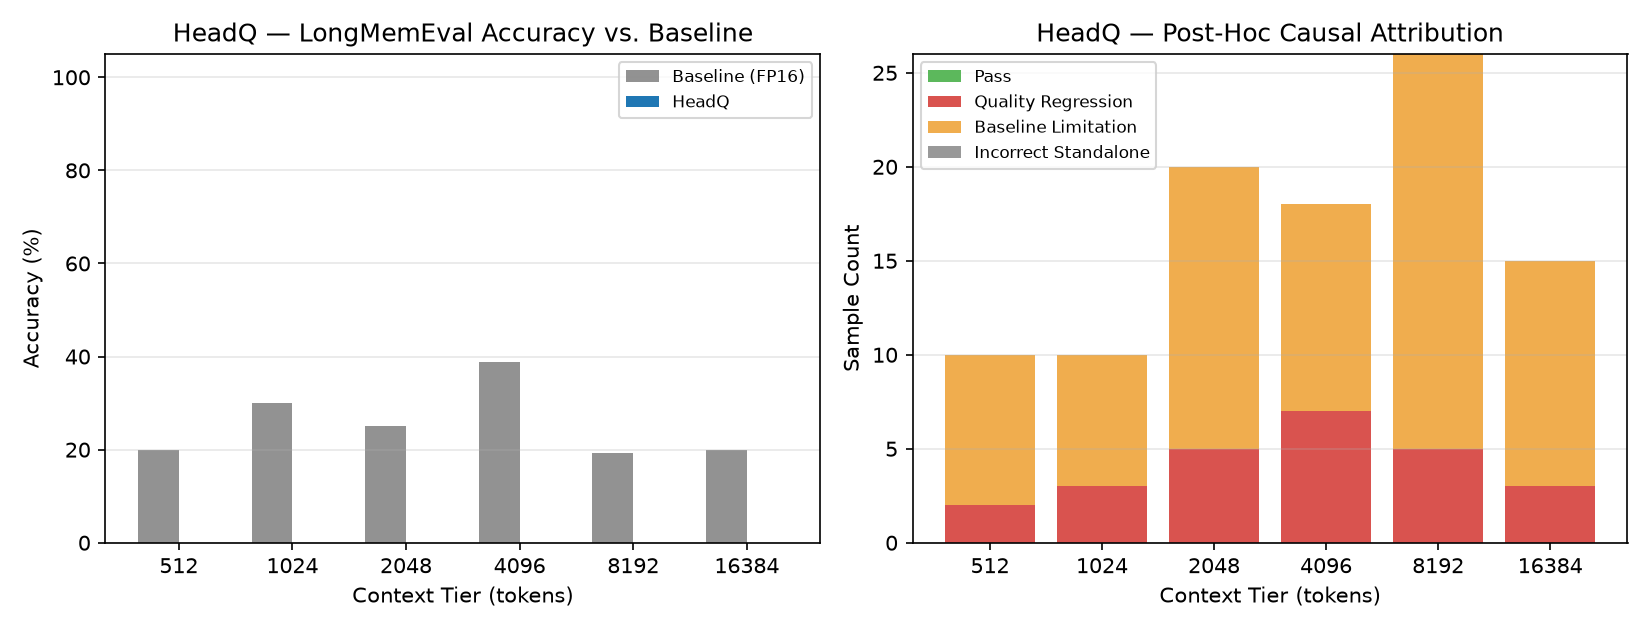 HeadQ — LongMemEval Accuracy vs. Baseline
100
80
60
40
20
0
Accuracy (%)
Baseline (FP16)
HeadQ
512 1024 2048 4096 8192 16384
Context Tier (tokens)
HeadQ — Post-Hoc Causal Attribution
25
20
15
10
5
0
Sample Count
Pass
Quality Regression
Baseline Limitation
Incorrect Standalone
512 1024 2048 4096 8192 16384
Context Tier (tokens)